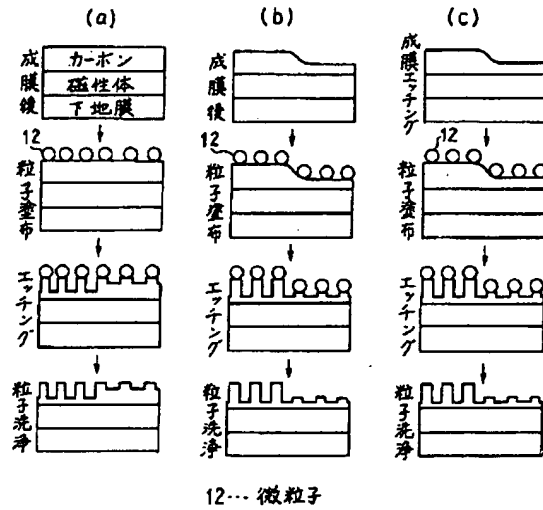 (a)
成膜後
カーボン
磁性体
下地膜
12
粒子塗布
エッチング
粒子洗浄
(b)
成膜後
12
粒子塗布
エッチング
粒子洗浄
(c)
成膜エッチング
12
粒子塗布
エッチング
粒子洗浄
12… 微粒子